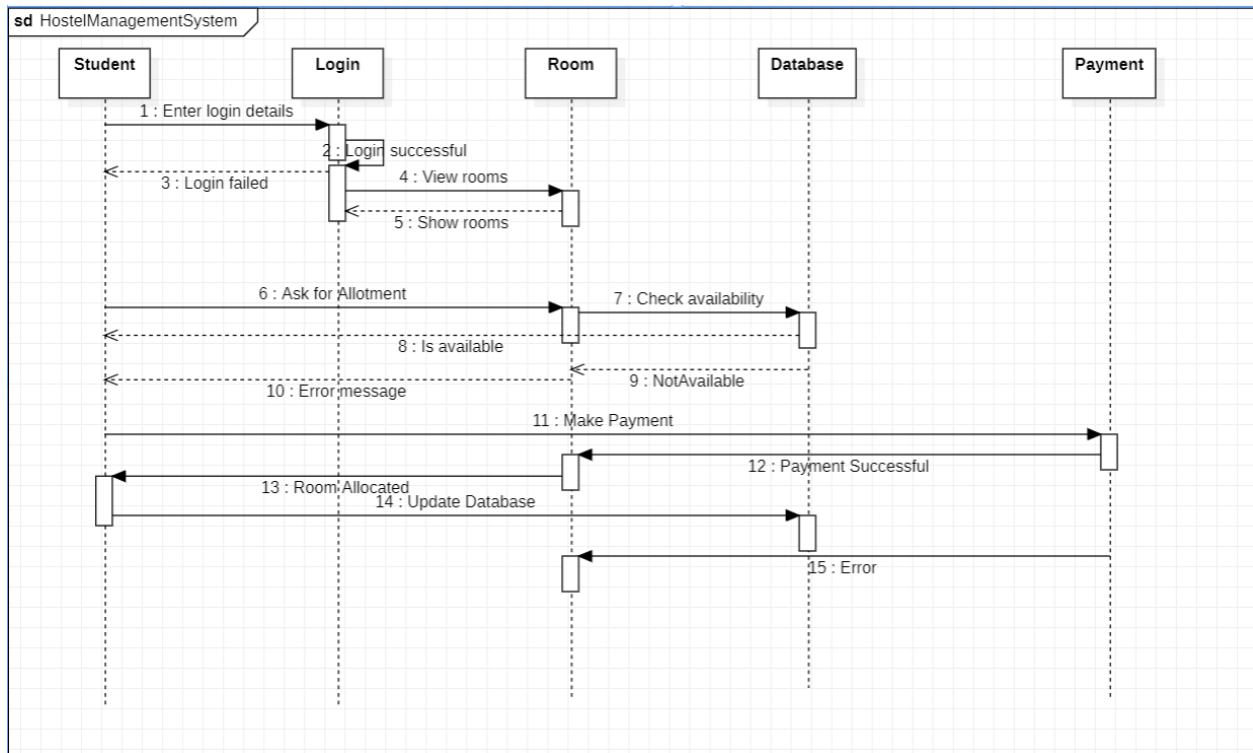 sd HostelManagementSystem
Student
Login
Room
Database
Payment
1 : Enter login details
2 : Login successful
3 : Login failed
4 : View rooms
5 : Show rooms
6 : Ask for Allotment
7 : Check availability
8 : Is available
9 : NotAvailable
10 : Error message
11 : Make Payment
12 : Payment Successful
13 : Room Allocated
14 : Update Database
15 : Error